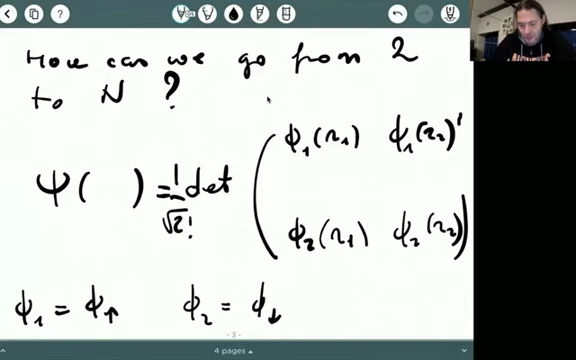 How can we go from 2
to N ?
ψ( ) = 1/√2! det ( ϕ₁(r₁) ϕ₁(r₂)
ϕ₂(r₁) ϕ₂(r₂) )
ϕ₁ = ϕ↑ ϕ₂ = ϕ↓
- 3 -
4 pages